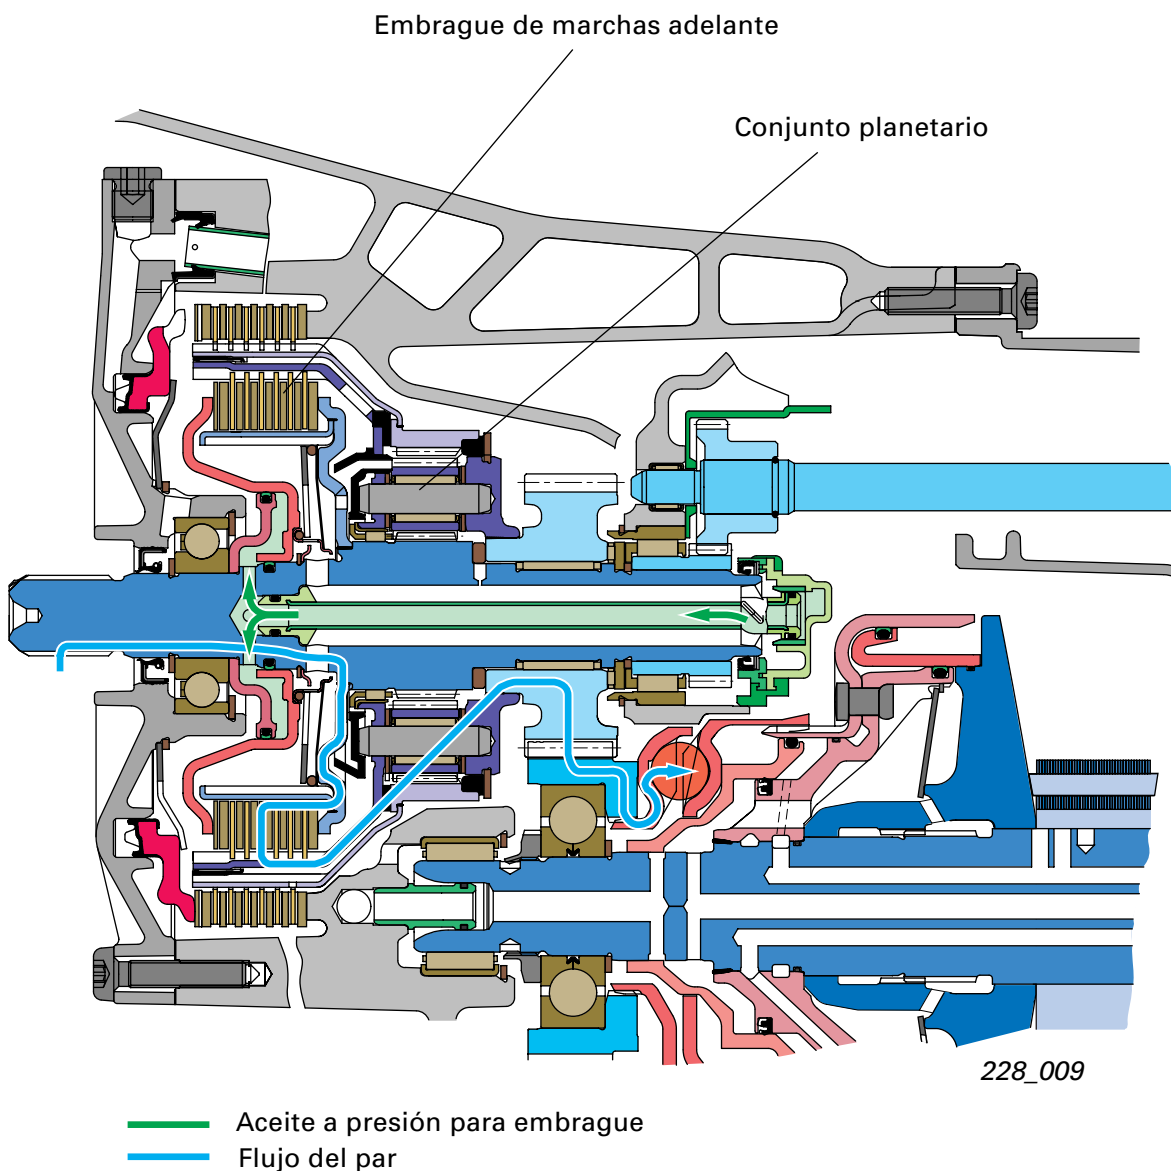 Embrague de marchas adelante
Conjunto planetario
228_009
Aceite a presión para embrague
Flujo del par